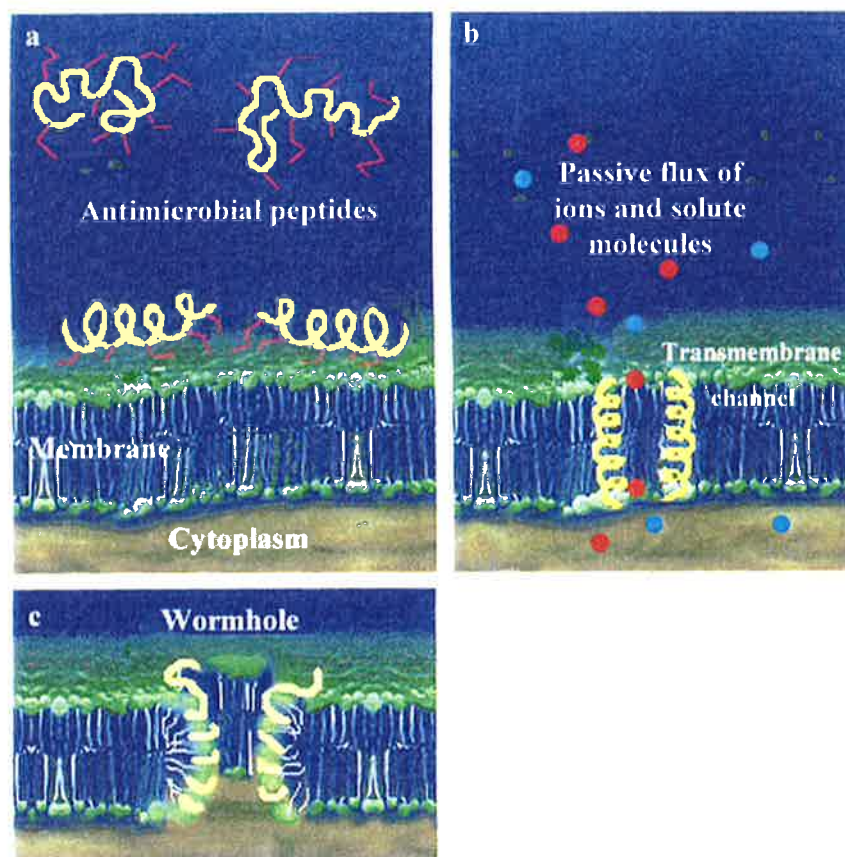 a
Antimicrobial peptides
Membrane
Cytoplasm
b
Passive flux of
ions and solute
molecules
Transmembrane
channel
c
Wormhole